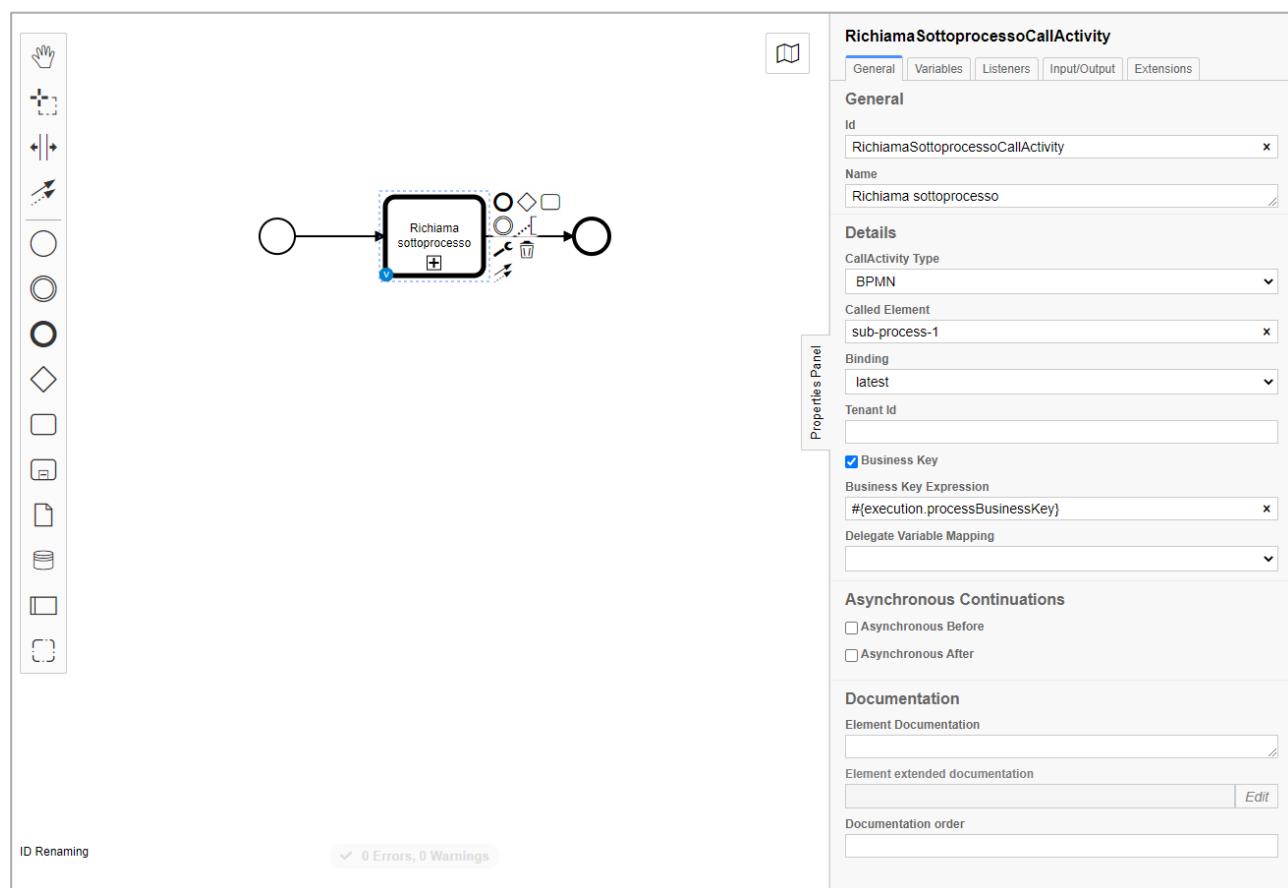 Richiama
sottoprocesso
V
ID Renaming
0 Errors, 0 Warnings
Properties Panel
RichiamaSottoprocessoCallActivity
General Variables Listeners Input/Output Extensions
General
Id
RichiamaSottoprocessoCallActivity
Name
Richiama sottoprocesso
Details
CallActivity Type
BPMN
Called Element
sub-process-1
Binding
latest
Tenant Id
Business Key
Business Key Expression
#{execution.processBusinessKey}
Delegate Variable Mapping
Asynchronous Continuations
Asynchronous Before
Asynchronous After
Documentation
Element Documentation
Element extended documentation
Edit
Documentation order